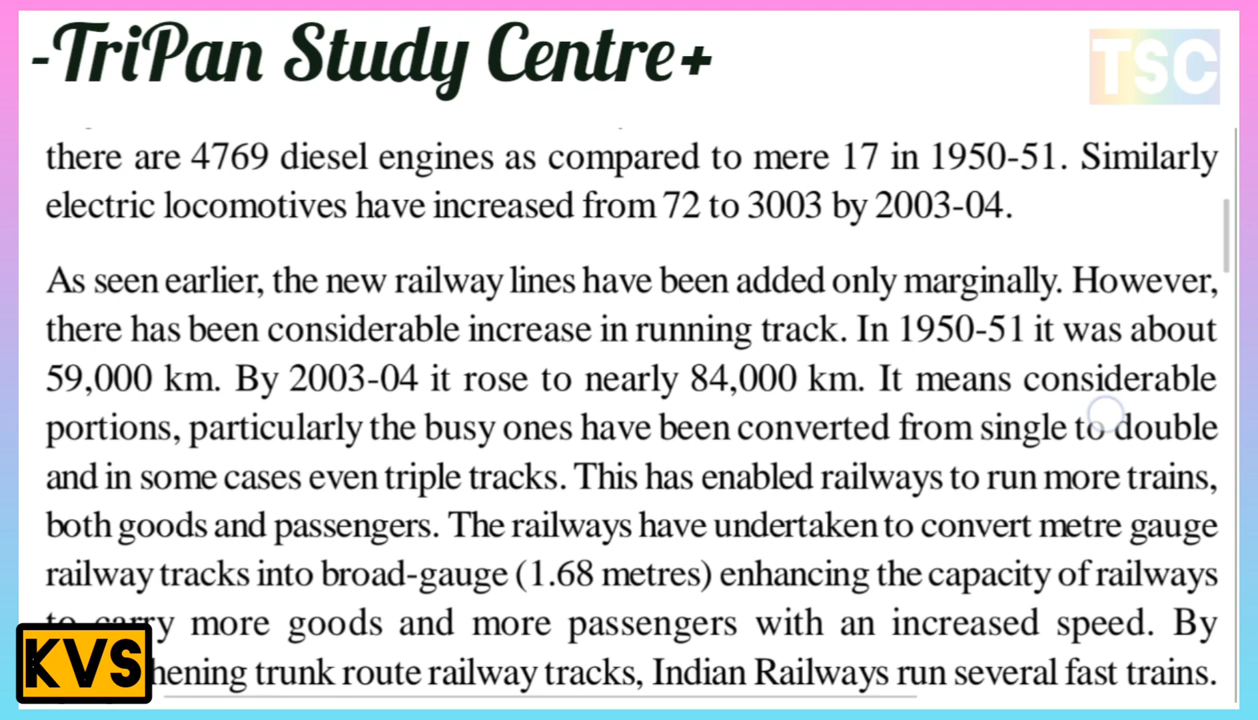 -TriPan Study Centre+
TSC
there are 4769 diesel engines as compared to mere 17 in 1950-51. Similarly
electric locomotives have increased from 72 to 3003 by 2003-04.
As seen earlier, the new railway lines have been added only marginally. However,
there has been considerable increase in running track. In 1950-51 it was about
59,000 km. By 2003-04 it rose to nearly 84,000 km. It means considerable
portions, particularly the busy ones have been converted from single to double
and in some cases even triple tracks. This has enabled railways to run more trains,
both goods and passengers. The railways have undertaken to convert metre gauge
railway tracks into broad-gauge (1.68 metres) enhancing the capacity of railways
to carry more goods and more passengers with an increased speed. By
KVS
hening trunk route railway tracks, Indian Railways run several fast trains.